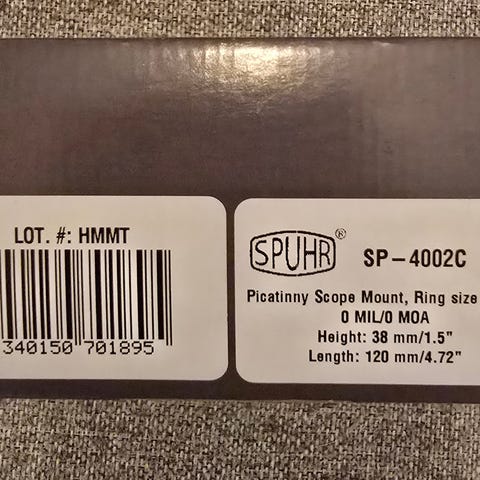 LOT. #: HMMT
340150 701895
SPUHR®
SP-4002C
Picatinny Scope Mount, Ring size
0 MIL/0 MOA
Height: 38 mm/1.5"
Length: 120 mm/4.72"